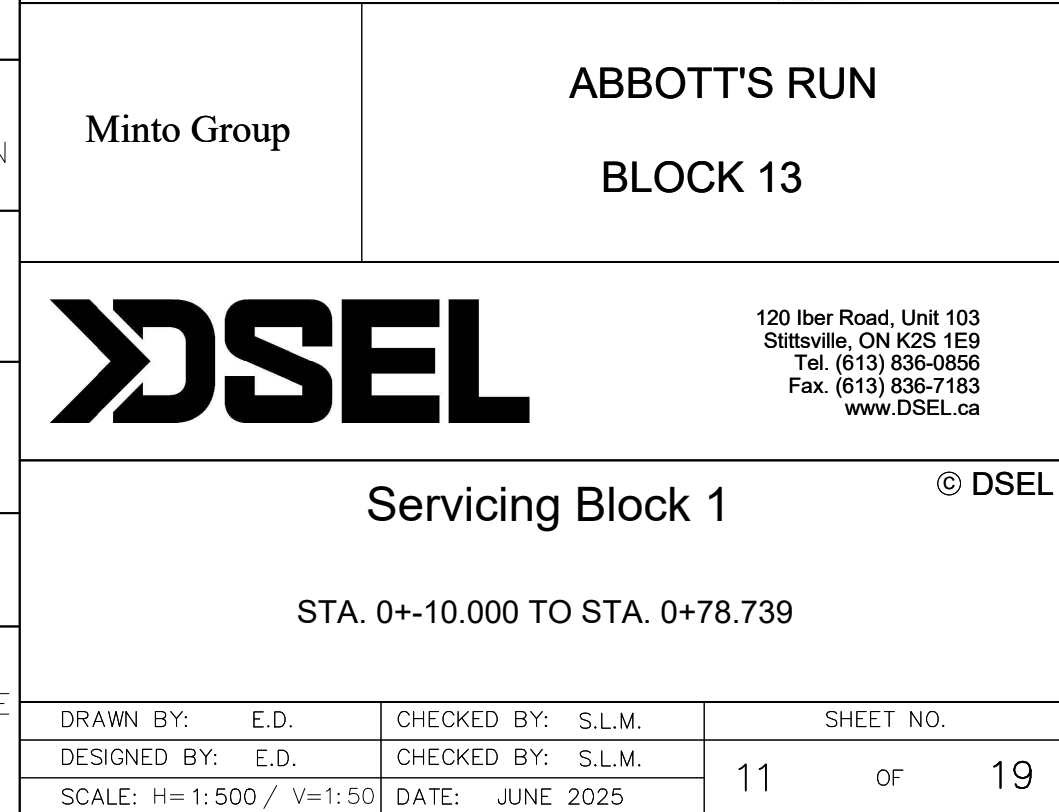 Minto Group
ABBOTT'S RUN
BLOCK 13
DSEL
120 Iber Road, Unit 103
Stittsville, ON K2S 1E9
Tel. (613) 836-0856
Fax. (613) 836-7183
www.DSEL.ca
© DSEL
Servicing Block 1
STA. 0+-10.000 TO STA. 0+78.739
DRAWN BY: E.D.
CHECKED BY: S.L.M.
SHEET NO.
DESIGNED BY: E.D.
CHECKED BY: S.L.M.
11 OF 19
SCALE: H=1:500 / V=1:50
DATE: JUNE 2025